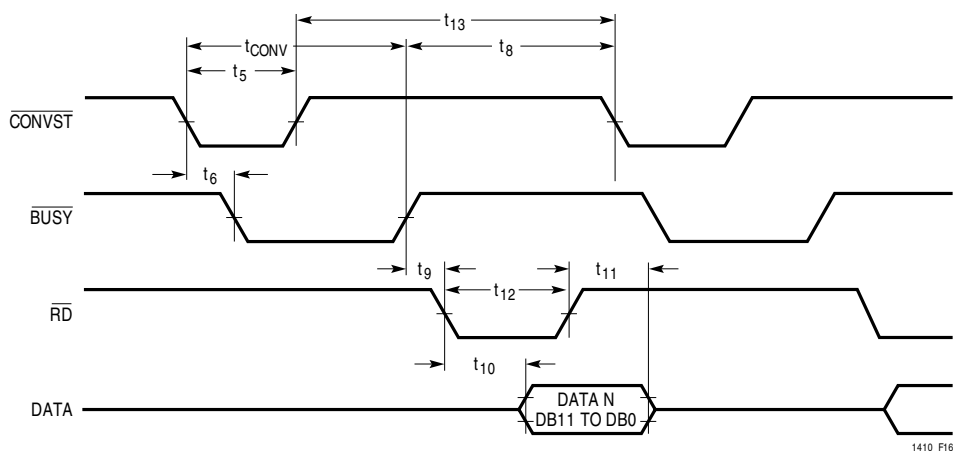 t13
tCONV
t8
t5
CONVST
t6
BUSY
t9
t12
t11
RD
t10
DATA
DATA N
DB11 TO DB0
1410 F16